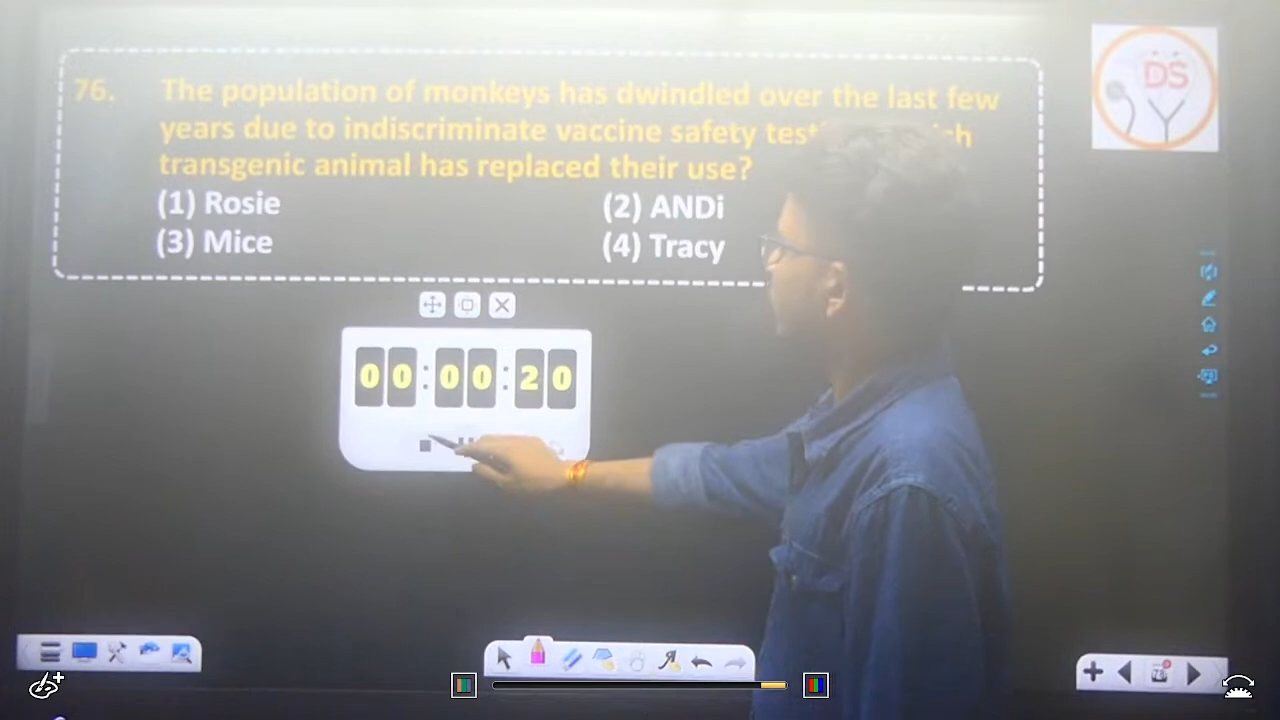 76. The population of monkeys has dwindled over the last few
years due to indiscriminate vaccine safety
transgenic animal has replaced their use?
(1) Rosie (2) ANDi
(3) Mice (4) Tracy
DS
00:00:20